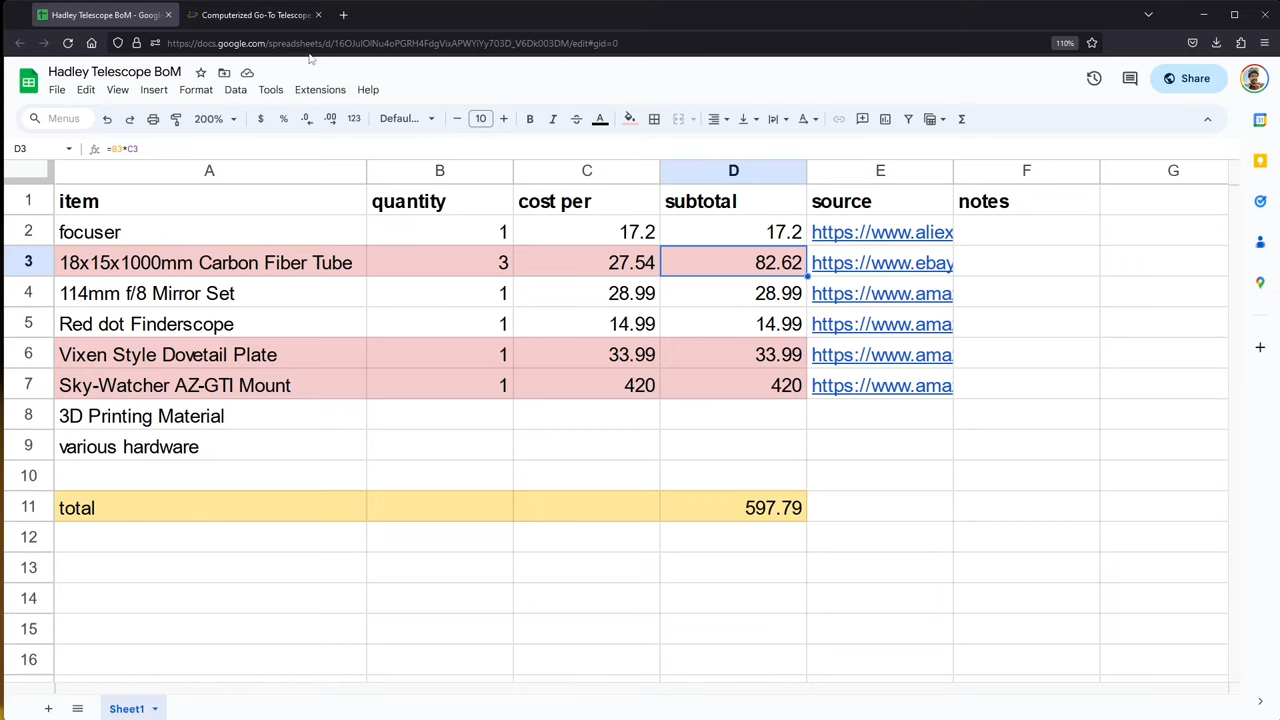 Hadley Telescope BoM - Googl
Computerized Go-To Telescope
https://docs.google.com/spreadsheets/d/16OJulOlNu4oPGRH4FdgVixAPWYiYy703D_V6Dk003DM/edit#gid=0
110%
Hadley Telescope BoM
File Edit View Insert Format Data Tools Extensions Help
Share
Menus
200%
$ % .0 .00 123
Defaul...
10
B I A
D3
fx =B3*C3
A B C D E F G
1 item quantity cost per subtotal source notes
2 focuser 1 17.2 17.2 https://www.aliex
3 18x15x1000mm Carbon Fiber Tube 3 27.54 82.62 https://www.ebay
4 114mm f/8 Mirror Set 1 28.99 28.99 https://www.ama
5 Red dot Finderscope 1 14.99 14.99 https://www.ama
6 Vixen Style Dovetail Plate 1 33.99 33.99 https://www.ama
7 Sky-Watcher AZ-GTI Mount 1 420 420 https://www.ama
8 3D Printing Material
9 various hardware
10
11 total 597.79
12
13
14
15
16
Sheet1